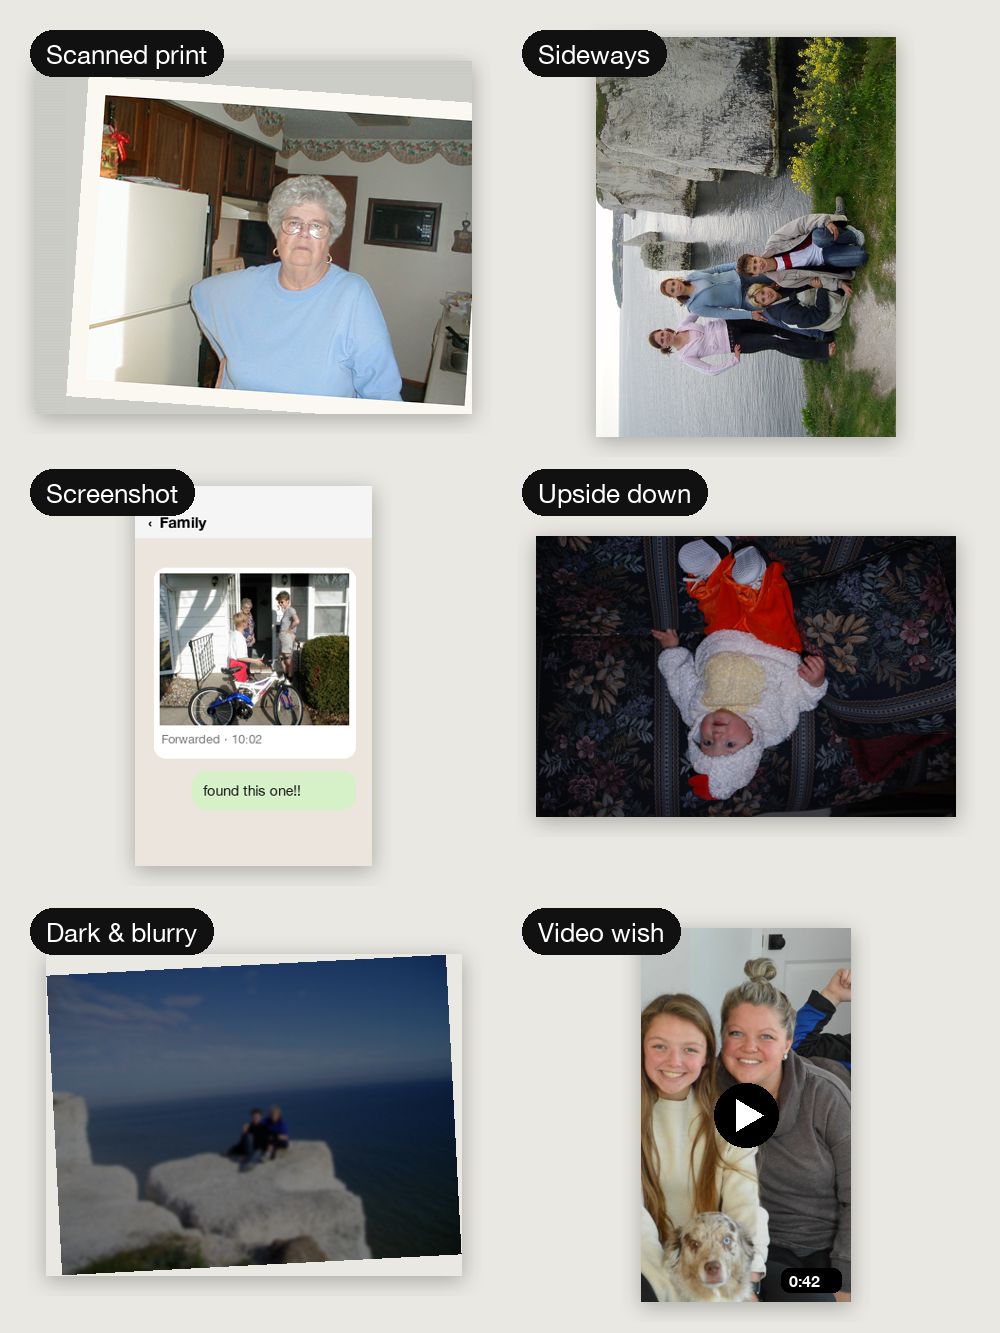 Scanned print
Sideways
Screenshot
‹ Family
Forwarded · 10:02
found this one!!
Upside down
Dark & blurry
Video wish
0:42